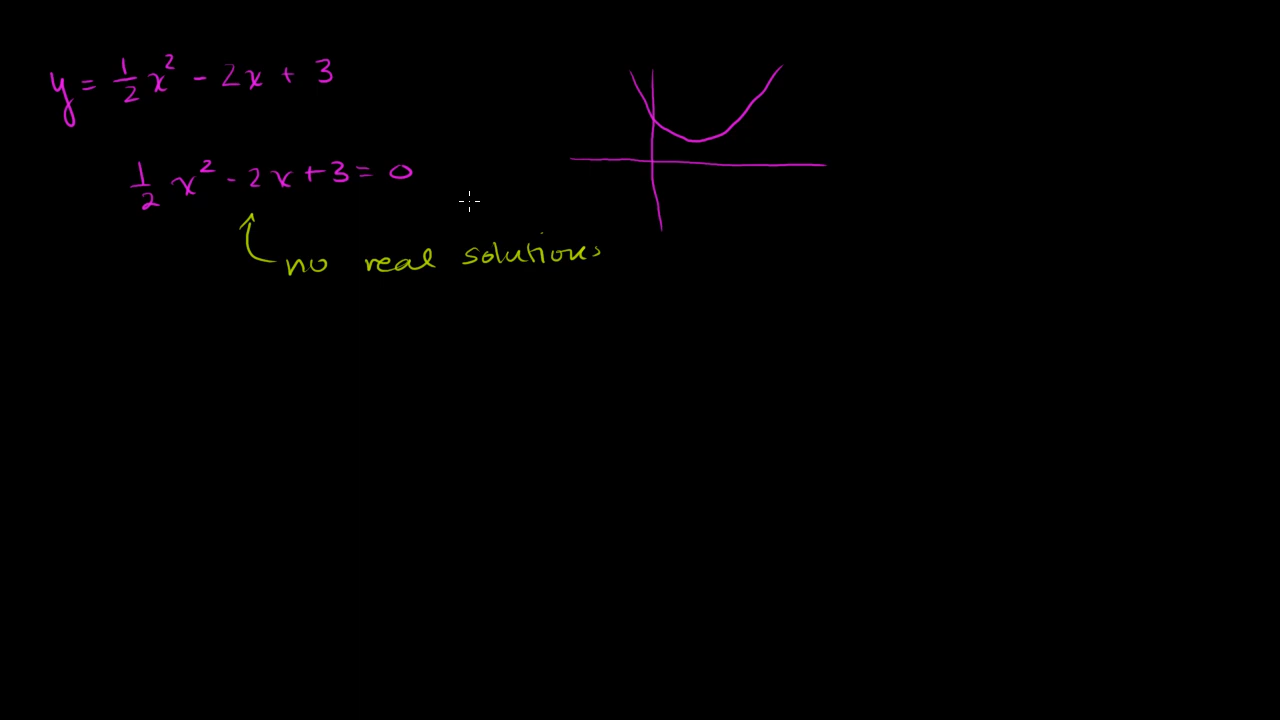 y = 1/2 x² - 2x + 3
1/2 x² - 2x + 3 = 0
no real solutions